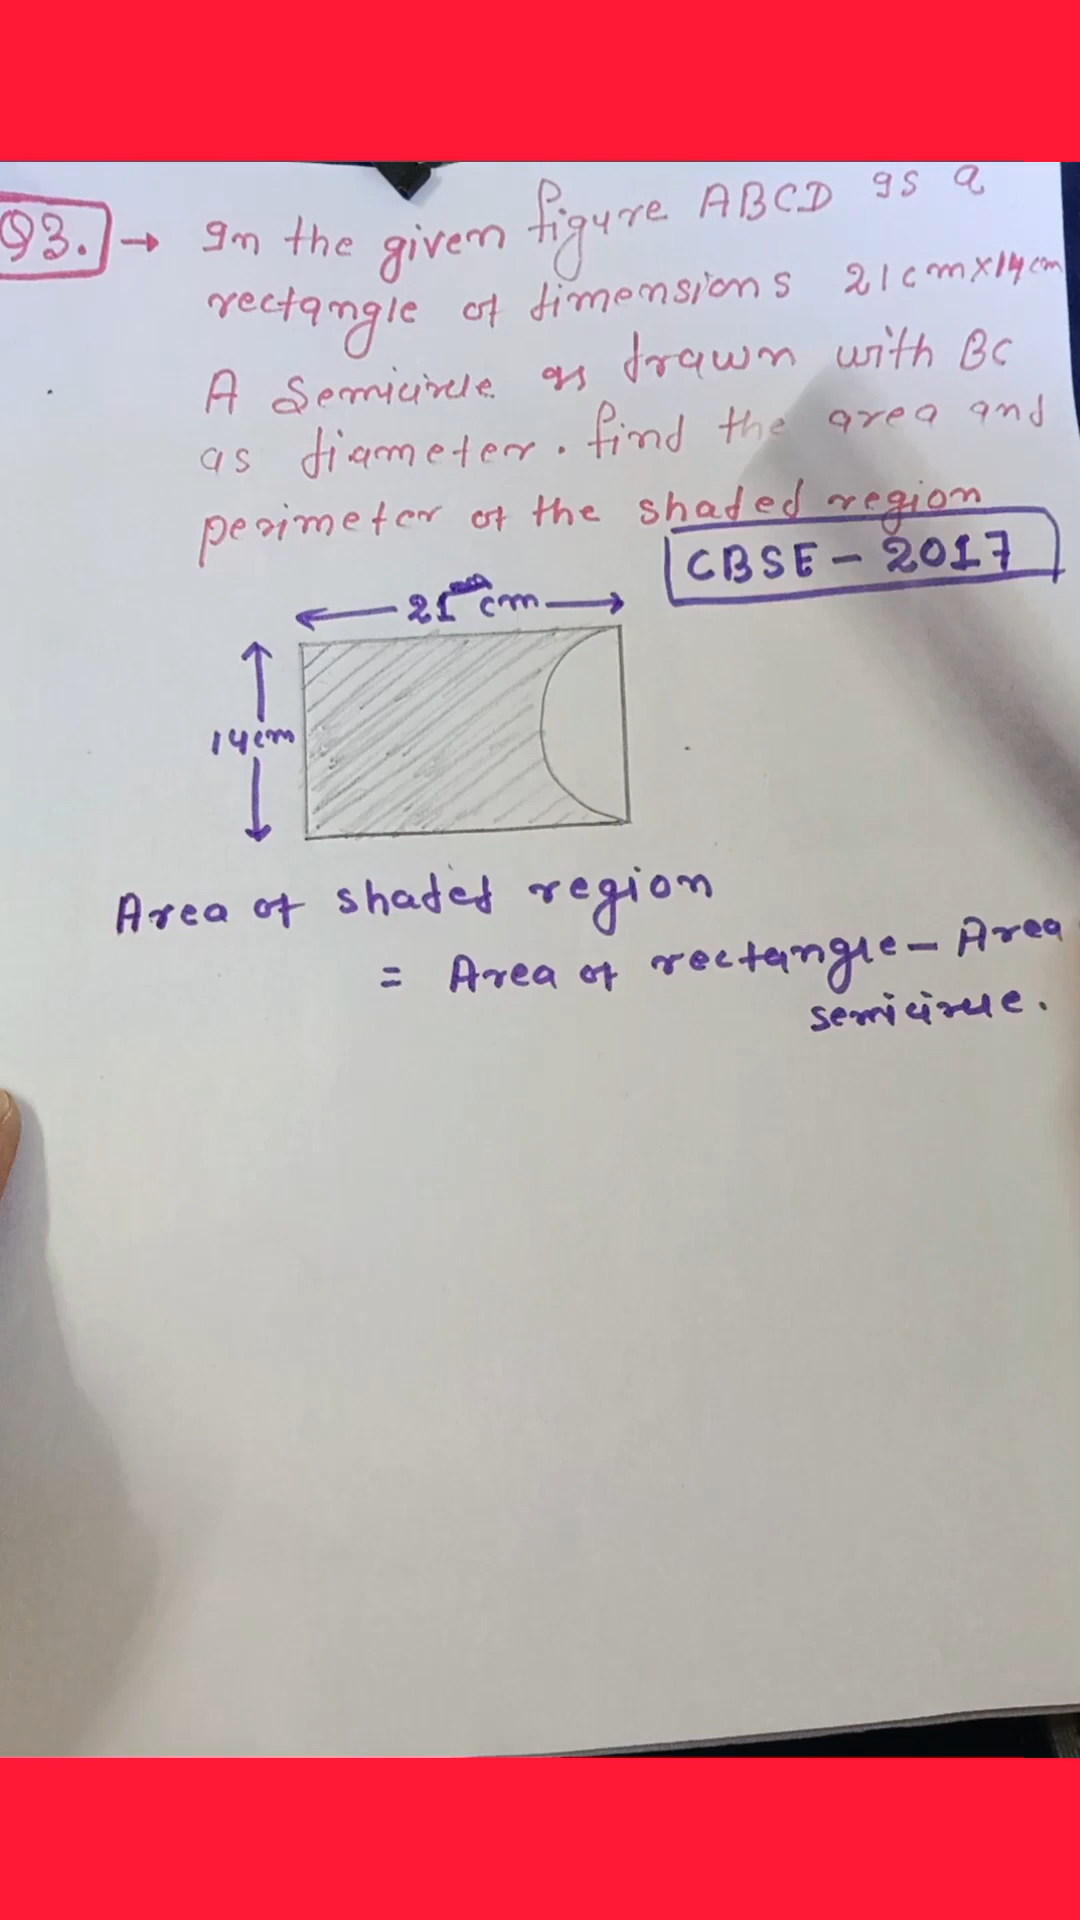 Q3. → In the given figure ABCD is a
rectangle of dimensions 21cm×14cm
A Semicircle is drawn with BC
as diameter. find the area and
perimeter of the shaded region
CBSE - 2017
21 cm
14cm
Area of shaded region
= Area of rectangle - Area
semicircle.